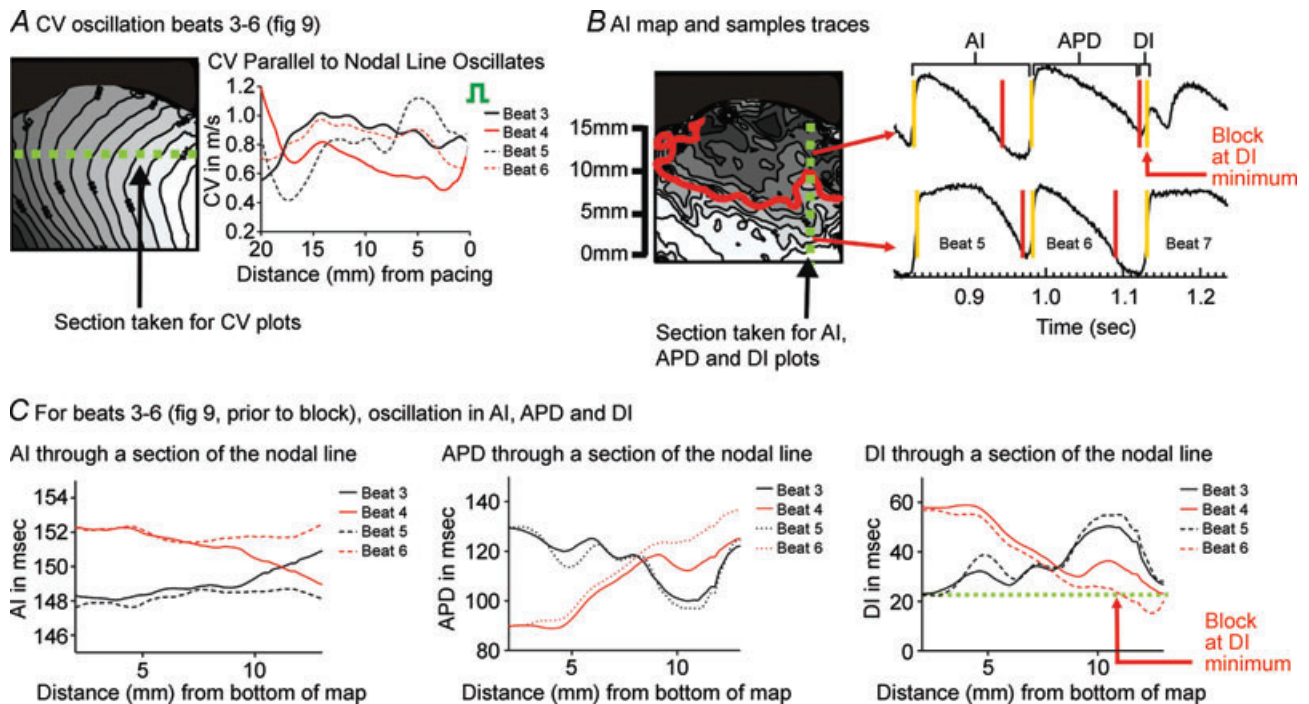 A CV oscillation beats 3-6 (fig 9)
CV Parallel to Nodal Line Oscillates
CV in m/s
1.2
1.0
0.8
0.6
0.4
0.2
20
15
10
5
0
Distance (mm) from pacing
Beat 3
Beat 4
Beat 5
Beat 6
Section taken for CV plots
B AI map and samples traces
15mm
10mm
5mm
0mm
Section taken for AI,
APD and DI plots
AI
APD
DI
Block
at DI
minimum
Beat 5
Beat 6
Beat 7
0.9
1.0
1.1
1.2
Time (sec)
C For beats 3-6 (fig 9, prior to block), oscillation in AI, APD and DI
AI through a section of the nodal line
AI in msec
154
152
150
148
146
5
10
Distance (mm) from bottom of map
Beat 3
Beat 4
Beat 5
Beat 6
APD through a section of the nodal line
APD in msec
140
120
100
80
5
10
Distance (mm) from bottom of map
Beat 3
Beat 4
Beat 5
Beat 6
DI through a section of the nodal line
DI in msec
60
40
20
0
5
10
Distance (mm) from bottom of map
Beat 3
Beat 4
Beat 5
Beat 6
Block
at DI
minimum